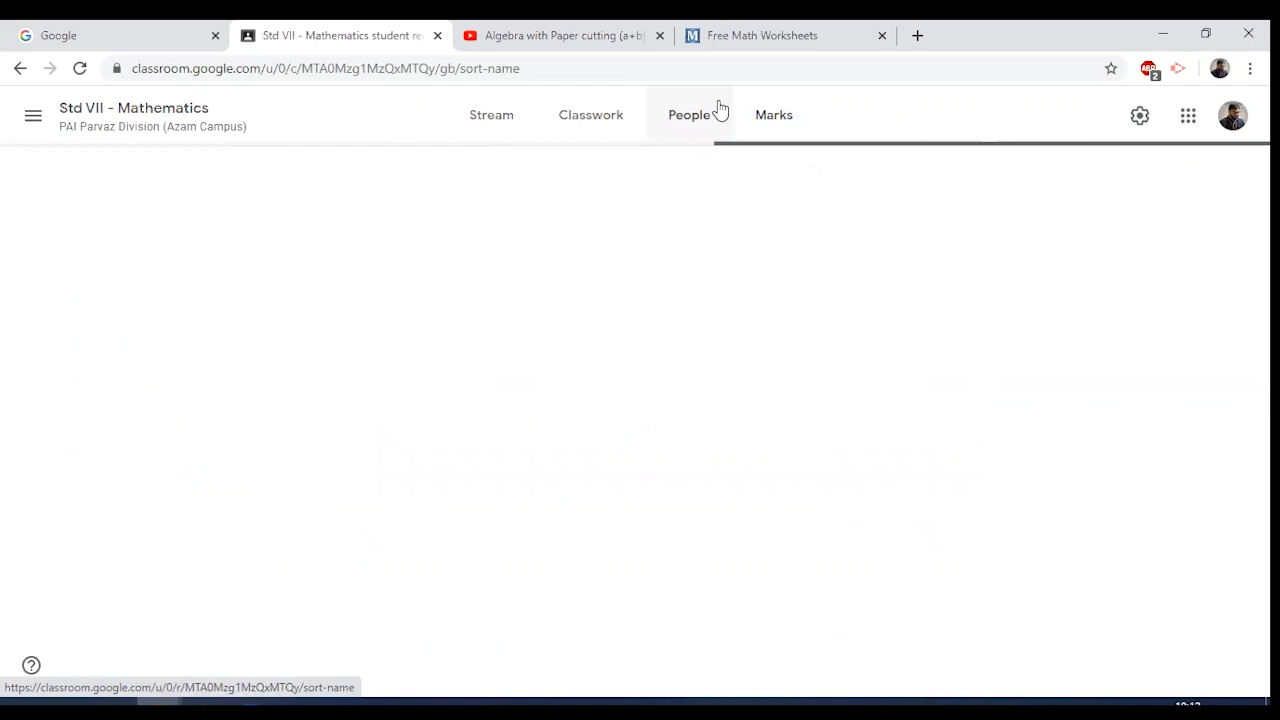 Google
Std VII - Mathematics student re
Algebra with Paper cutting (a+b)
Free Math Worksheets
classroom.google.com/u/0/c/MTA0Mzg1MzQxMTQy/gb/sort-name
ABP
2
Std VII - Mathematics
PAI Parvaz Division (Azam Campus)
Stream
Classwork
People
Marks
https://classroom.google.com/u/0/r/MTA0Mzg1MzQxMTQy/sort-name